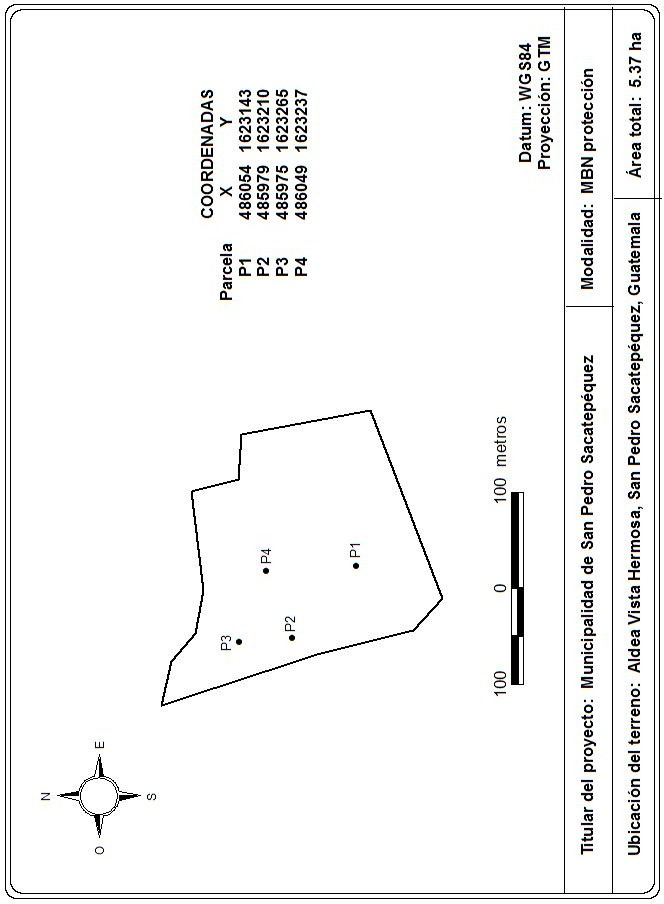 N
O
E
S
COORDENADAS
Parcela X Y
P1 486054 1623143
P2 485979 1623210
P3 485975 1623265
P4 486049 1623237
P3
P4
P2
P1
100 0 100 metros
Datum: WGS84
Proyección: GTM
Titular del proyecto: Municipalidad de San Pedro Sacatepéquez
Modalidad: MBN protección
Ubicación del terreno: Aldea Vista Hermosa, San Pedro Sacatepéquez, Guatemala
Área total: 5.37 ha